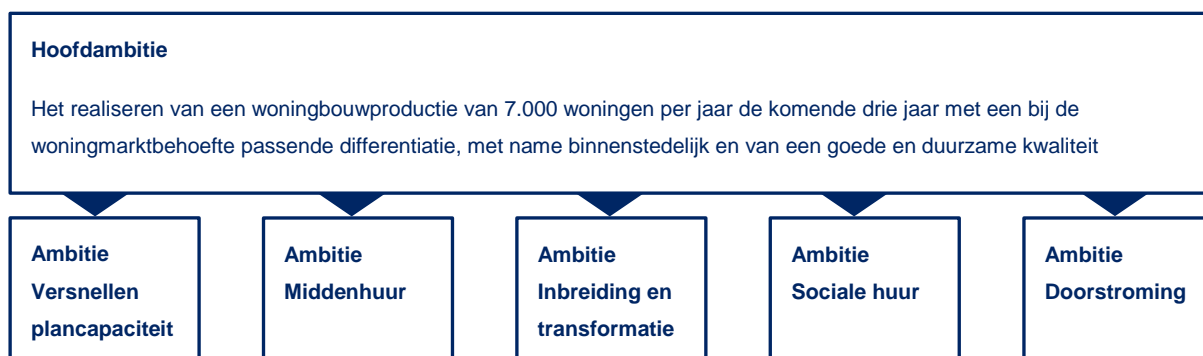 Hoofdambitie
Het realiseren van een woningbouwproductie van 7.000 woningen per jaar de komende drie jaar met een bij de
woningmarktbehoefte passende differentiatie, met name binnenstedelijk en van een goede en duurzame kwaliteit
Ambitie
Versnellen
plancapaciteit
Ambitie
Middenhuur
Ambitie
Inbreiding en
transformatie
Ambitie
Sociale huur
Ambitie
Doorstroming